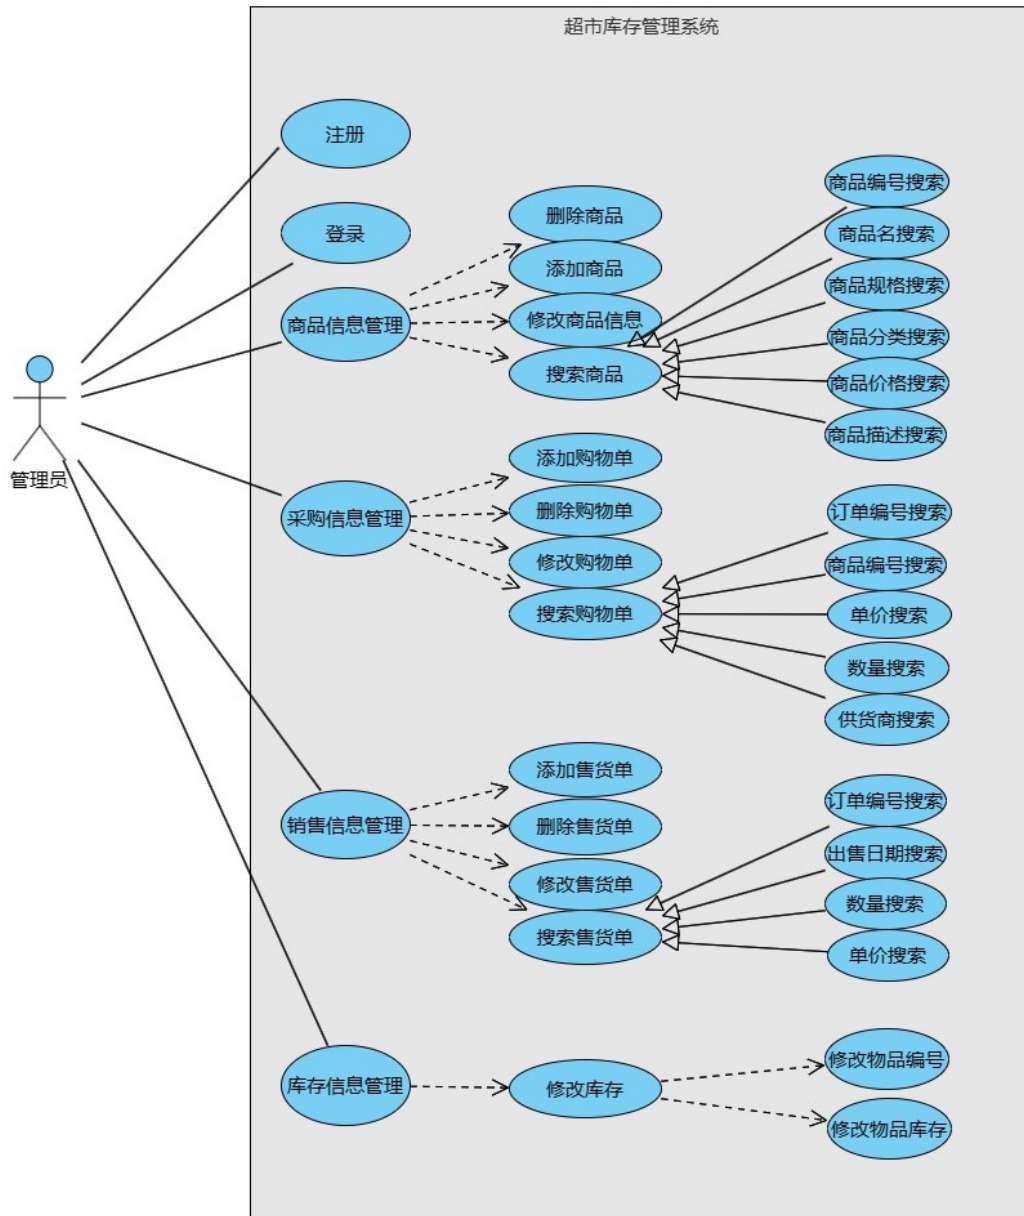 超市库存管理系统
注册
登录
商品信息管理
删除商品
添加商品
修改商品信息
搜索商品
商品编号搜索
商品名搜索
商品规格搜索
商品分类搜索
商品价格搜索
商品描述搜索
管理员
采购信息管理
添加购物单
删除购物单
修改购物单
搜索购物单
订单编号搜索
商品编号搜索
单价搜索
数量搜索
供货商搜索
销售信息管理
添加售货单
删除售货单
修改售货单
搜索售货单
订单编号搜索
出售日期搜索
数量搜索
单价搜索
库存信息管理
修改库存
修改物品编号
修改物品库存